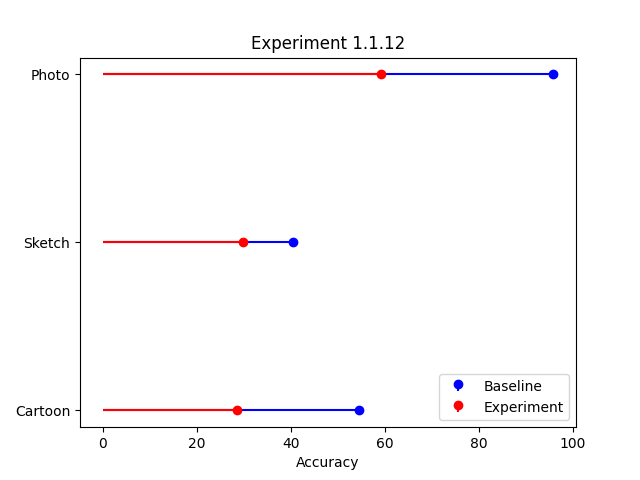 Experiment 1.1.12
Photo
Sketch
Cartoon
Baseline
Experiment
0 20 40 60 80 100
Accuracy